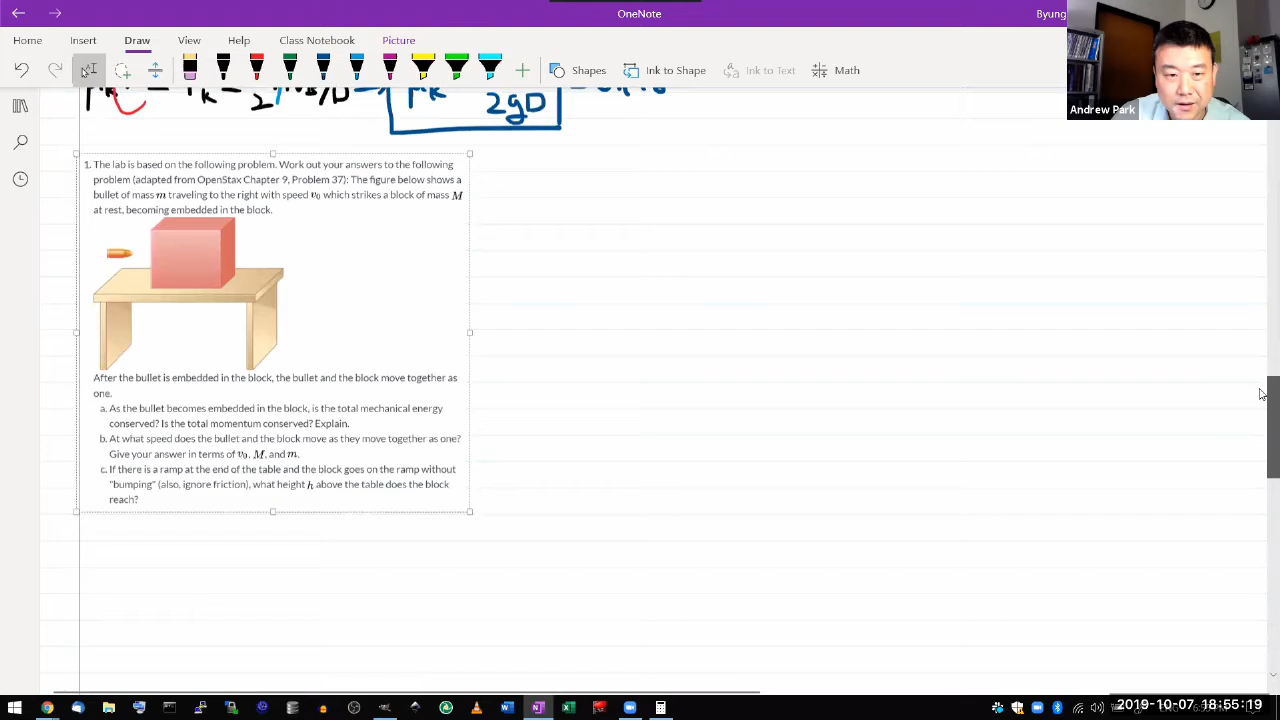 OneNote
Byung
Home
Insert
Draw
View
Help
Class Notebook
Picture
Shapes
Ink to Shape
Ink to Text
Math
Andrew Park
2gD
1. The lab is based on the following problem. Work out your answers to the following
problem (adapted from OpenStax Chapter 9, Problem 37): The figure below shows a
bullet of mass m traveling to the right with speed v₀ which strikes a block of mass M
at rest, becoming embedded in the block.
After the bullet is embedded in the block, the bullet and the block move together as
one.
a. As the bullet becomes embedded in the block, is the total mechanical energy
conserved? Is the total momentum conserved? Explain.
b. At what speed does the bullet and the block move as they move together as one?
Give your answer in terms of v₀, M, and m.
c. If there is a ramp at the end of the table and the block goes on the ramp without
"bumping" (also, ignore friction), what height h above the table does the block
reach?
2019-10-07 18:55:19